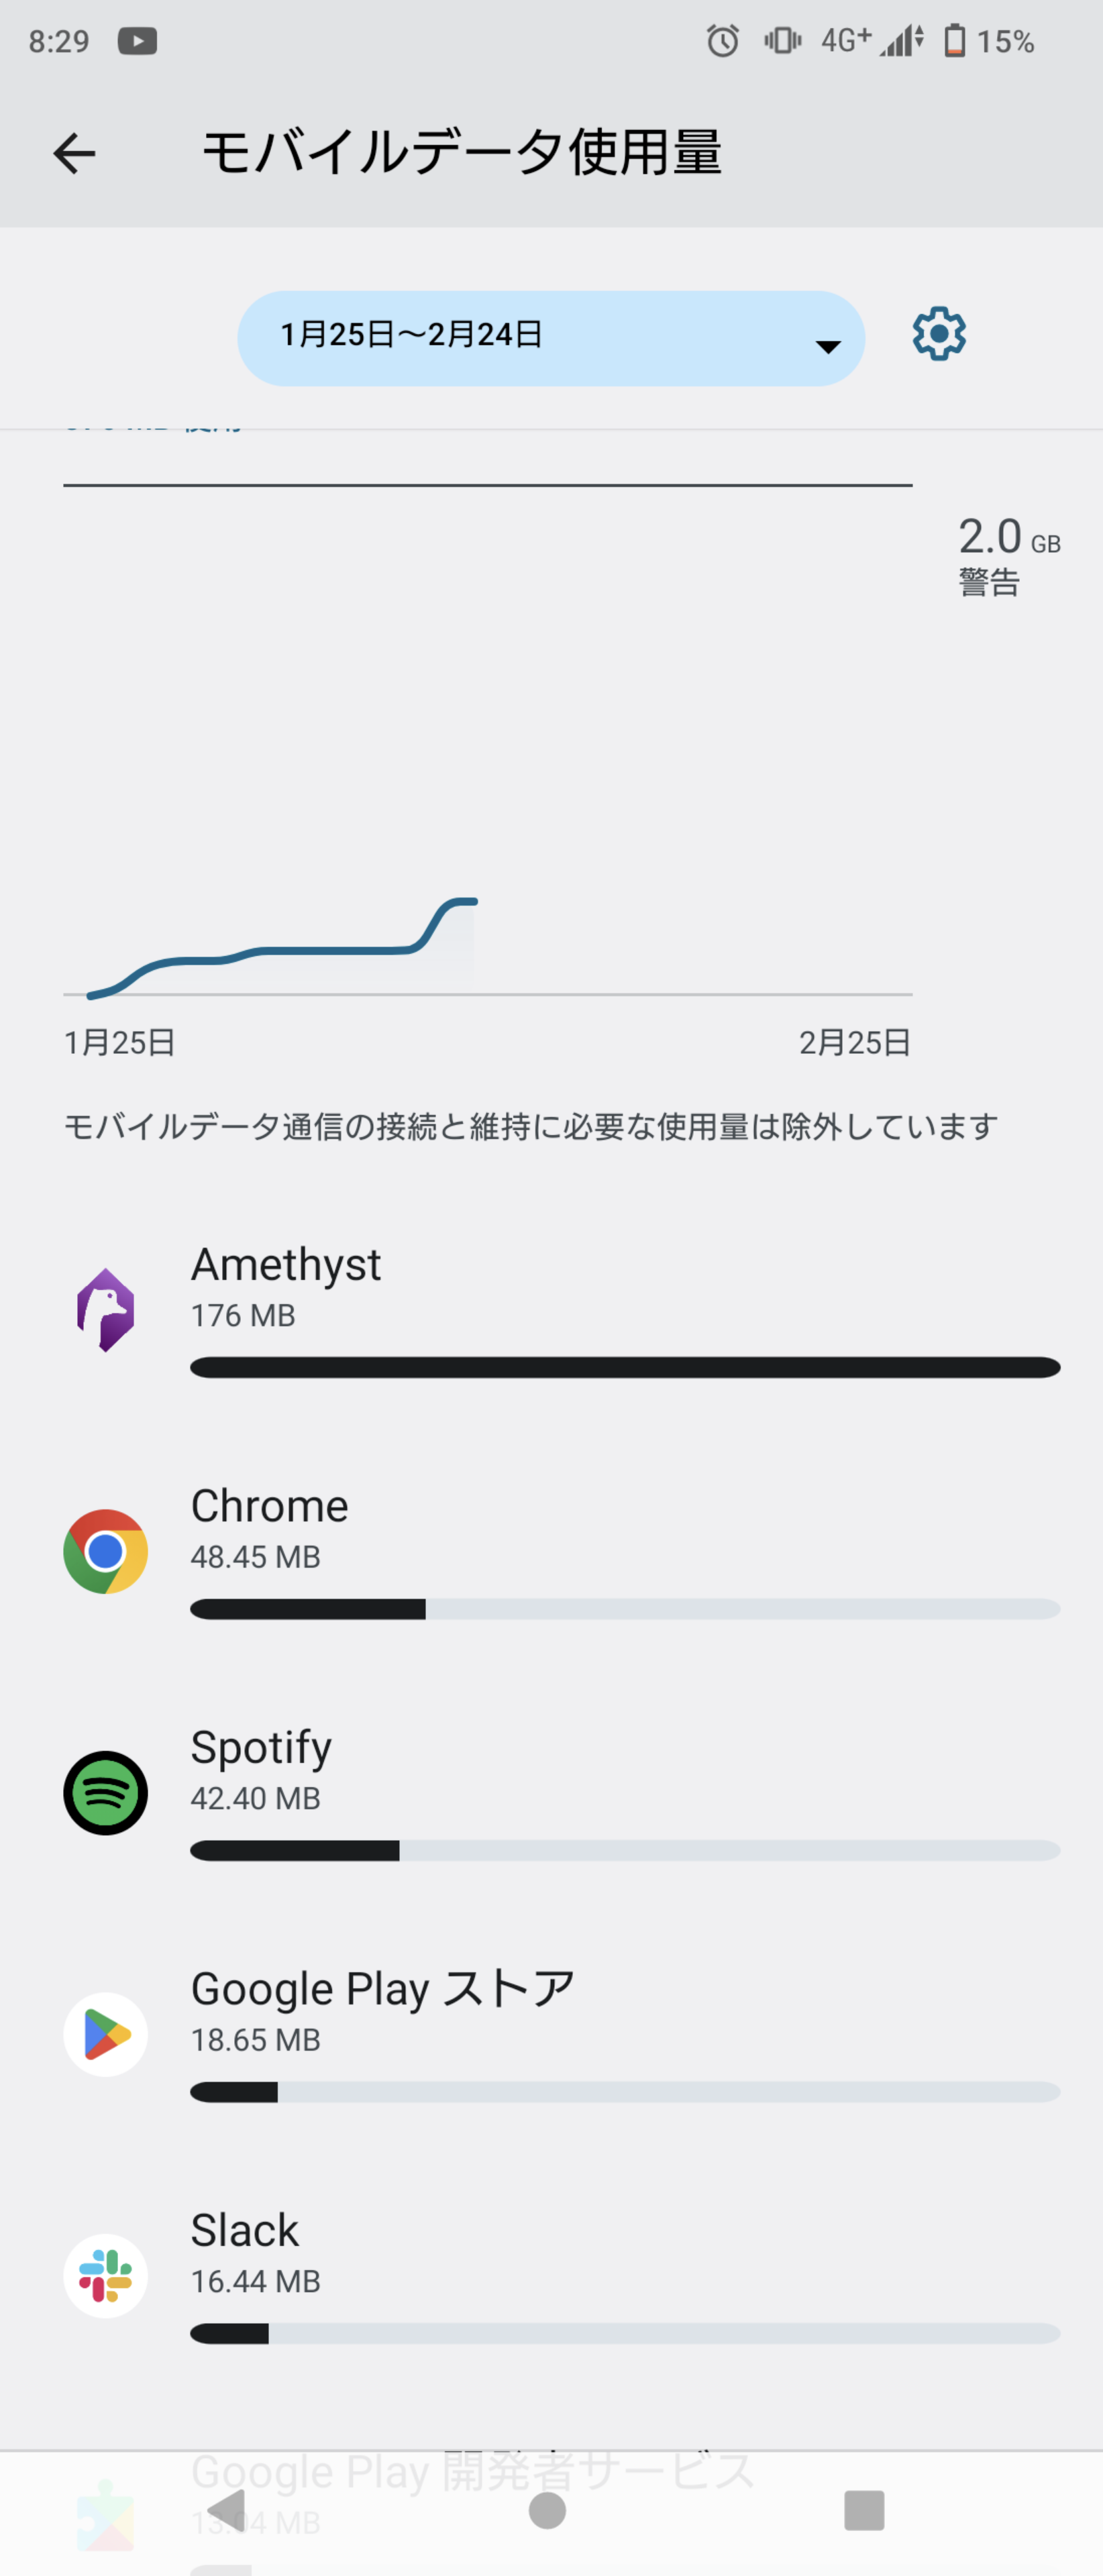 8:29
4G+ 15%
モバイルデータ使用量
1月25日～2月24日
2.0 GB
警告
1月25日
2月25日
モバイルデータ通信の接続と維持に必要な使用量は除外しています
Amethyst
176 MB
Chrome
48.45 MB
Spotify
42.40 MB
Google Play ストア
18.65 MB
Slack
16.44 MB
Google Play 開発者サービス
MB